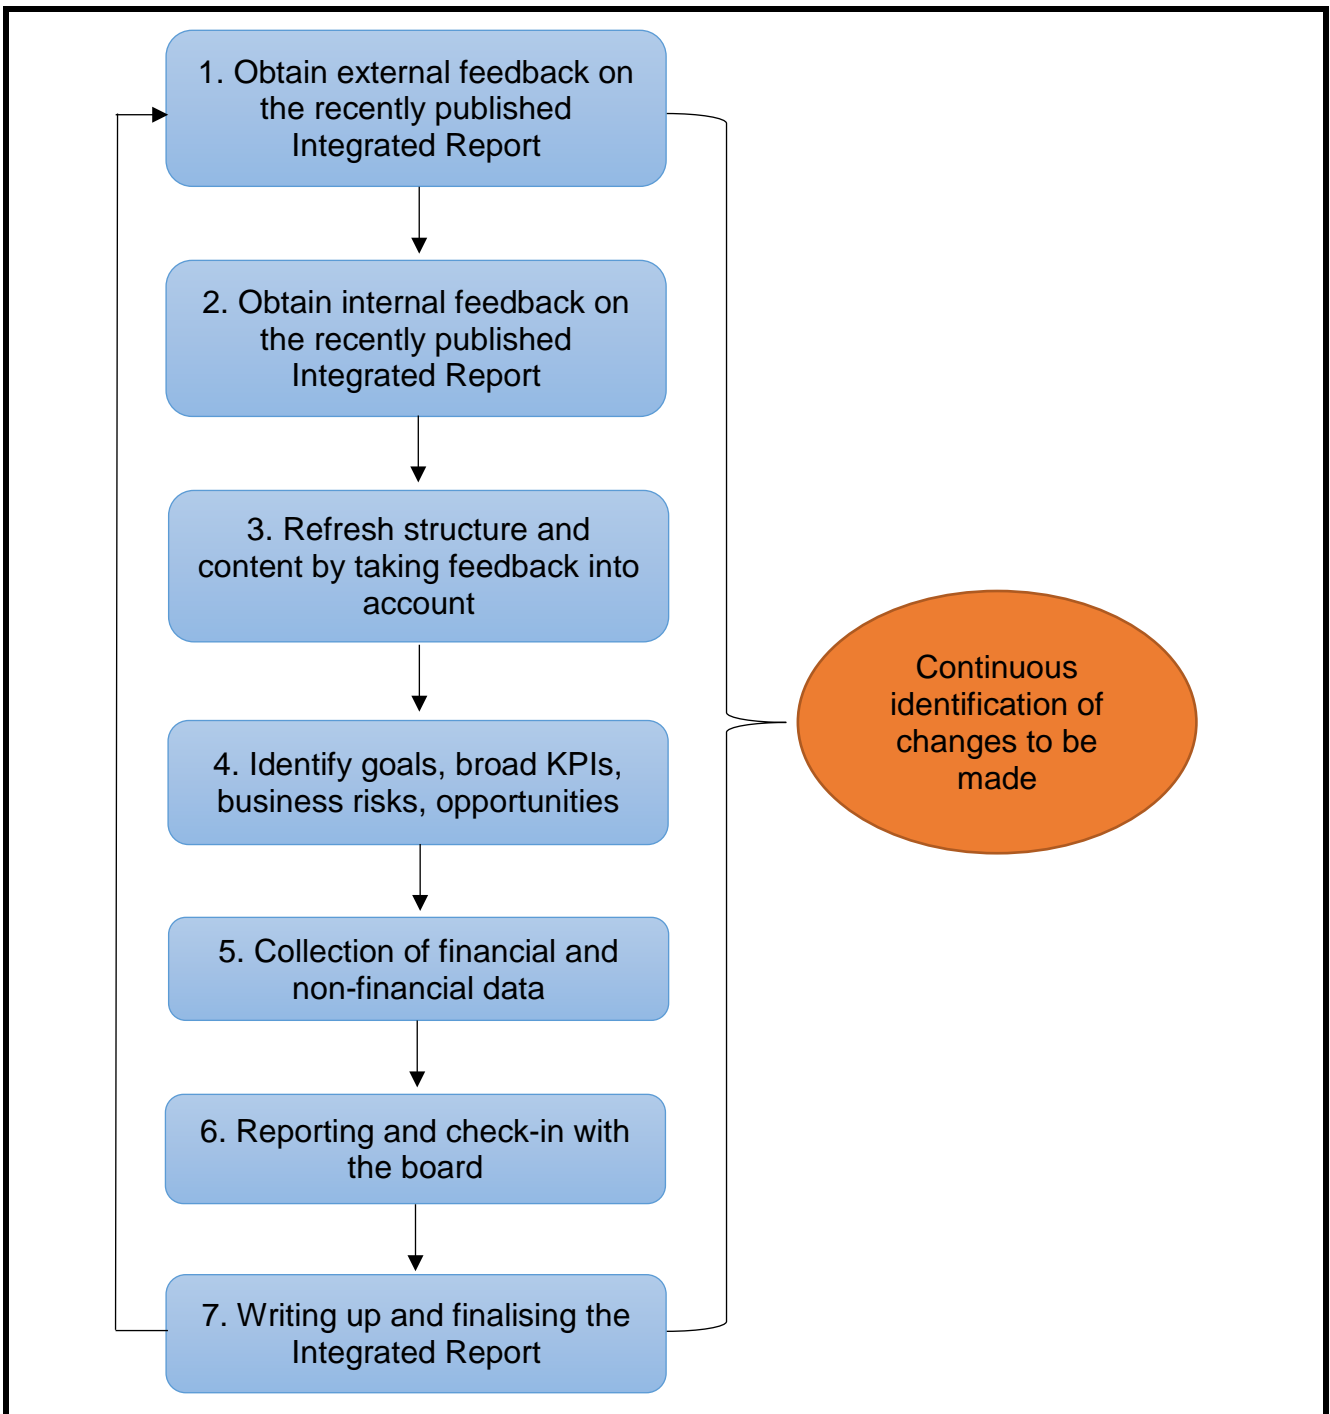 1. Obtain external feedback on
the recently published
Integrated Report
2. Obtain internal feedback on
the recently published
Integrated Report
3. Refresh structure and
content by taking feedback into
account
4. Identify goals, broad KPIs,
business risks, opportunities
5. Collection of financial and
non-financial data
6. Reporting and check-in with
the board
7. Writing up and finalising the
Integrated Report
Continuous
identification of
changes to be
made